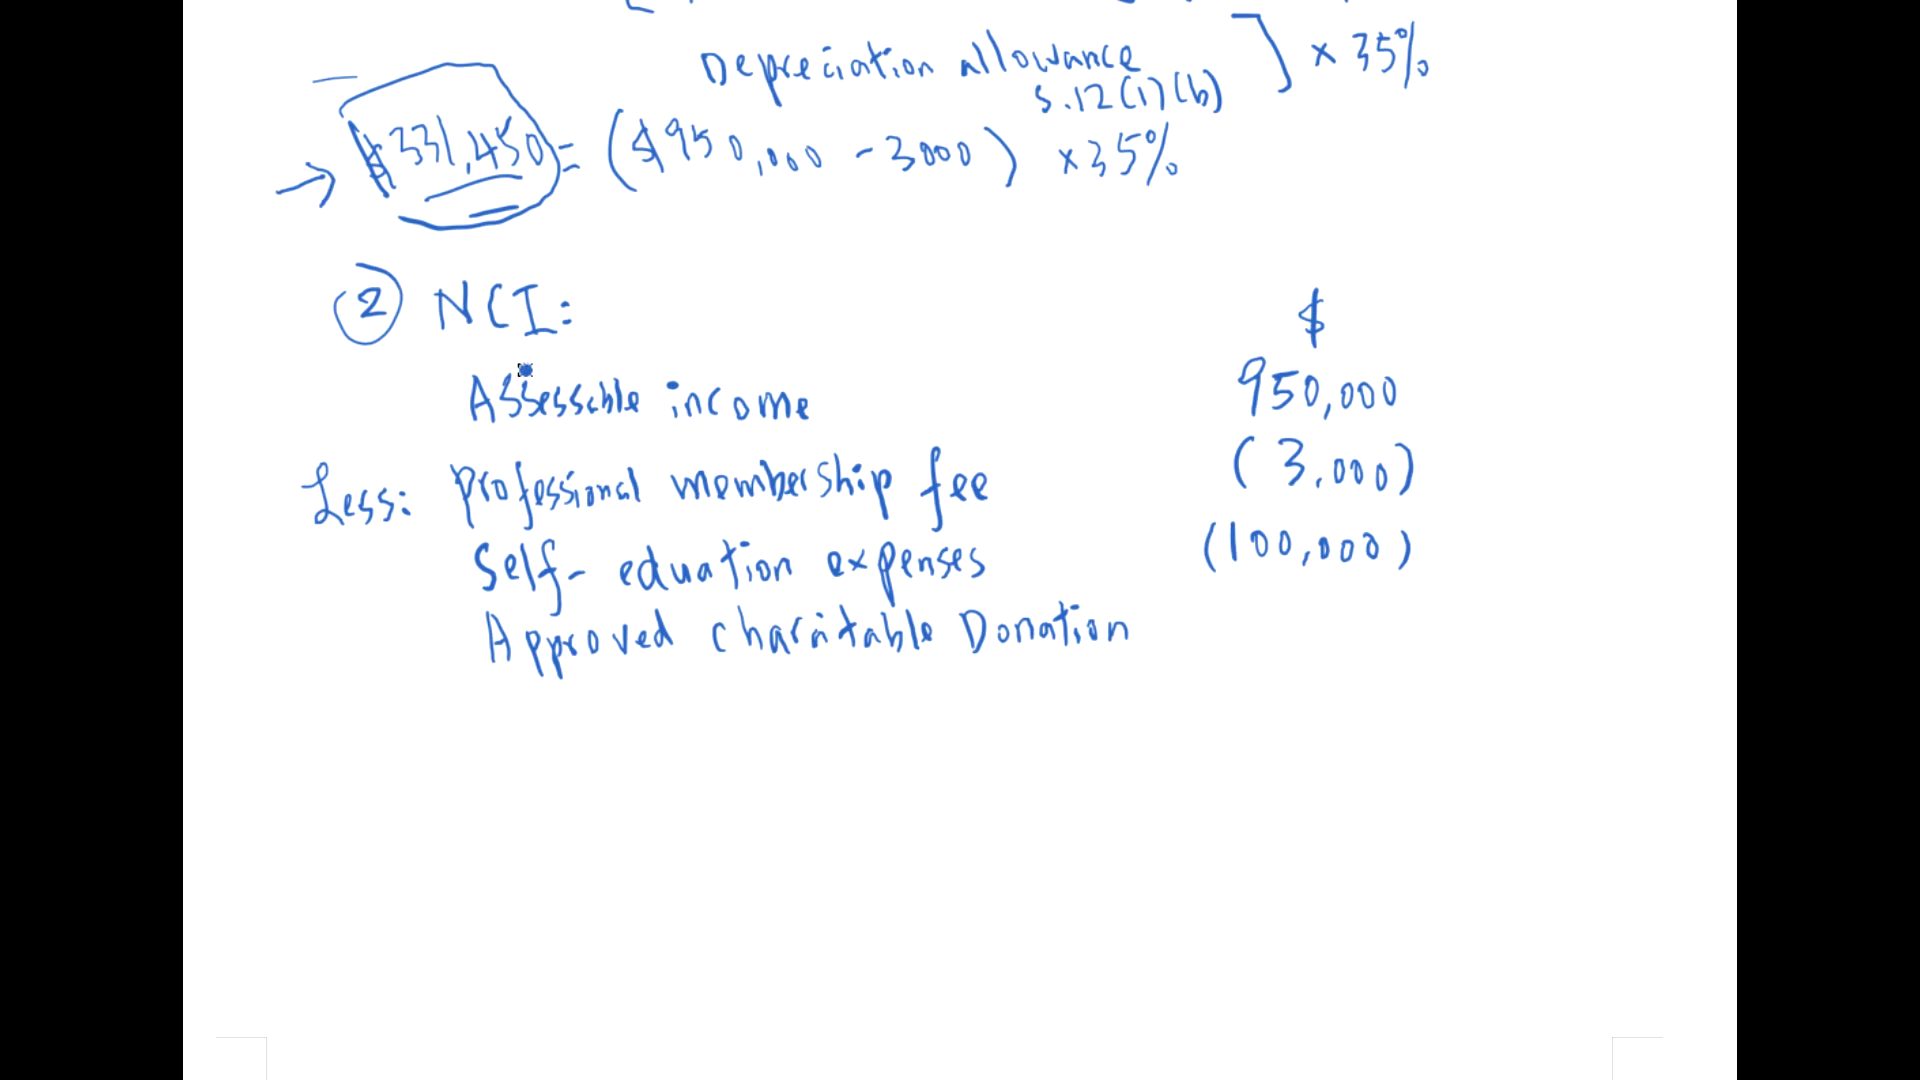 Depreciation allowance
s.12(1)(b) ] x 35%
→ $331,450 = ($950,000 - 3000) x 35%
② NCI: $
Assessable income 950,000
Less: Professional membership fee (3,000)
Self-eduation expenses (100,000)
Approved charitable Donation